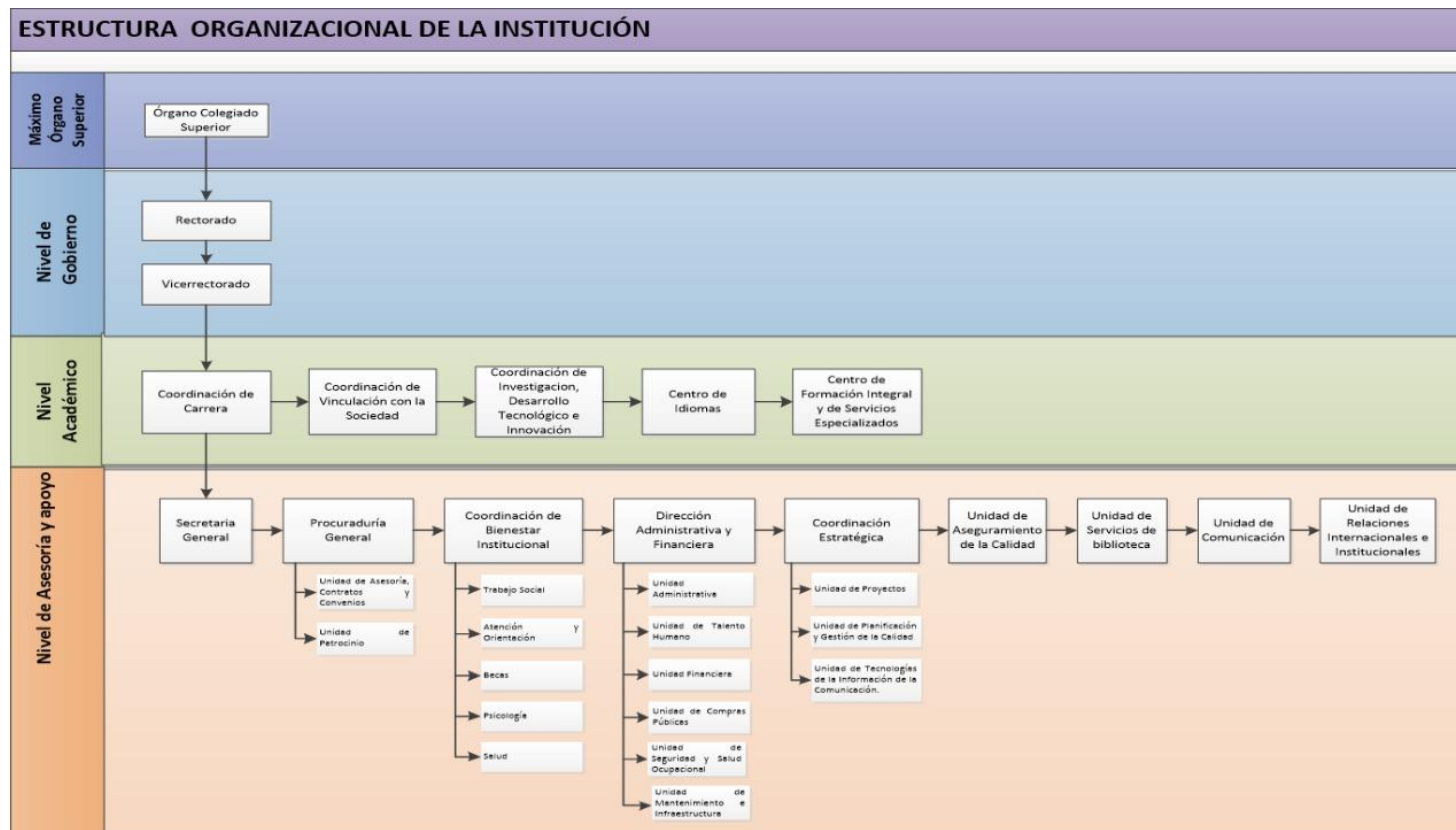 ESTRUCTURA ORGANIZACIONAL DE LA INSTITUCIÓN
Máximo
Órgano
Superior
Órgano Colegiado
Superior
Nivel de
Gobierno
Rectorado
Vicerrectorado
Nivel
Académico
Coordinación de
Carrera
Coordinación de
Vinculación con la
Sociedad
Coordinación de
Investigacion,
Desarrollo
Tecnológico e
Innovación
Centro de
Idiomas
Centro de
Formación Integral
y de Servicios
Especializados
Nivel de Asesoría y apoyo
Secretaria
General
Procuraduría
General
Unidad de Asesoría,
Contratos y
Convenios
Unidad de
Patrocinio
Coordinación de
Bienestar
Institucional
Trabajo Social
Atención y
Orientación
Becas
Psicología
Salud
Dirección
Administrativa y
Financiera
Unidad
Administrativa
Unidad de Talento
Humano
Unidad Financiera
Unidad de Compras
Públicas
Unidad de
Seguridad y Salud
Ocupacional
Unidad de
Mantenimiento e
Infraestructura
Coordinación
Estratégica
Unidad de Proyectos
Unidad de Planificación
y Gestión de la Calidad
Unidad de Tecnologías
de la Información de la
Comunicación.
Unidad de
Aseguramiento
de la Calidad
Unidad de
Servicios de
biblioteca
Unidad de
Comunicación
Unidad de
Relaciones
Internacionales e
Institucionales